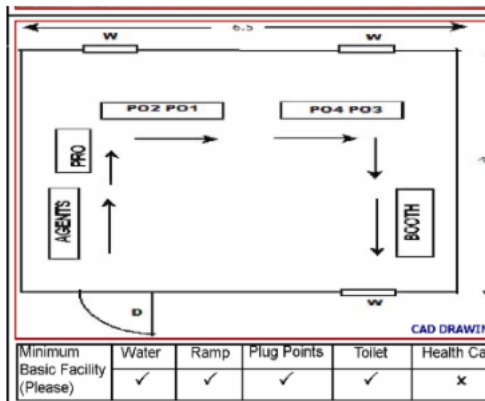 6.5
W
W
PO2 PO1
PO4 PO3
PIRO
AGENTS
BOOTH
D
W
CAD DRAWIN
Minimum Basic Facility (Please)
Water
Ramp
Plug Points
Toilet
Health Ca
✓
✓
✓
✓
x